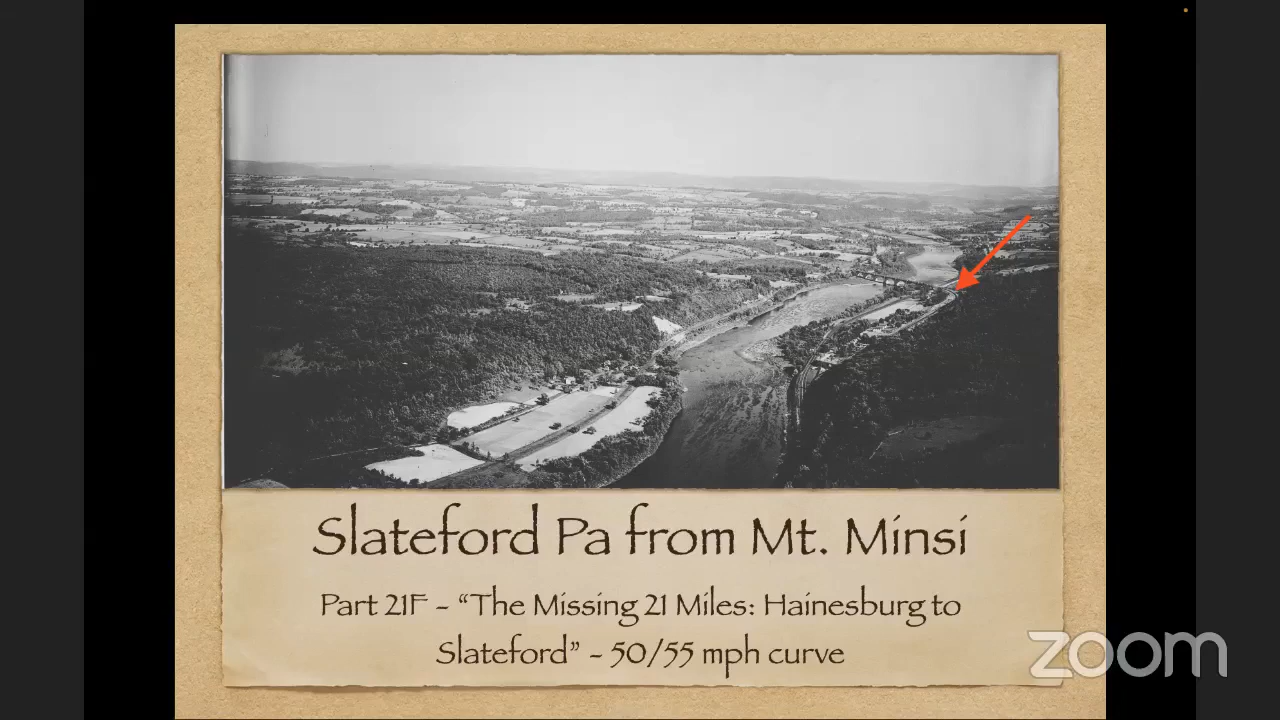 Slateford Pa from Mt. Minsi
Part 21F - “The Missing 21 Miles: Hainesburg to
Slateford” - 50/55 mph curve
zoom